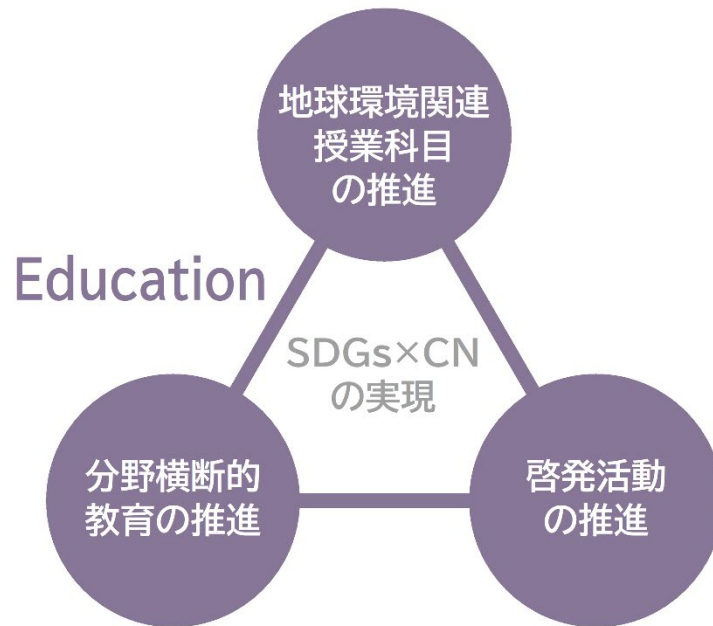 地球環境関連
授業科目
の推進
Education
SDGs×CN
の実現
分野横断的
教育の推進
啓発活動
の推進